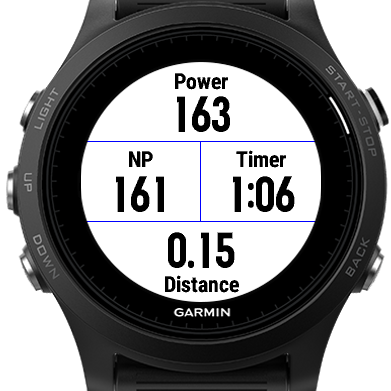 Power
163
LIGHT
START·STOP
NP
Timer
161
1:06
UP
0.15
Distance
DOWN
BACK
GARMIN